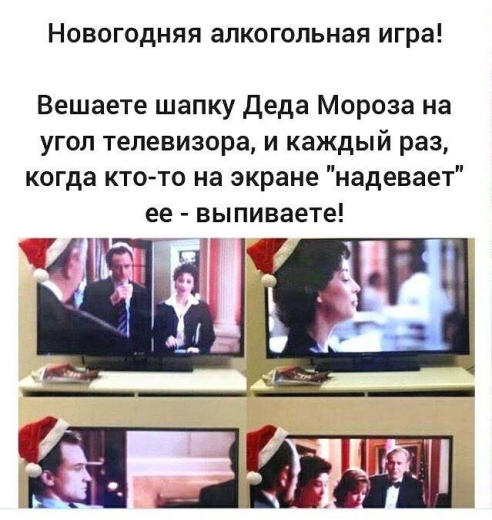 Новогодняя алкогольная игра!
Вешаете шапку Деда Мороза на
угол телевизора, и каждый раз,
когда кто-то на экране "надевает"
ее - выпиваете!